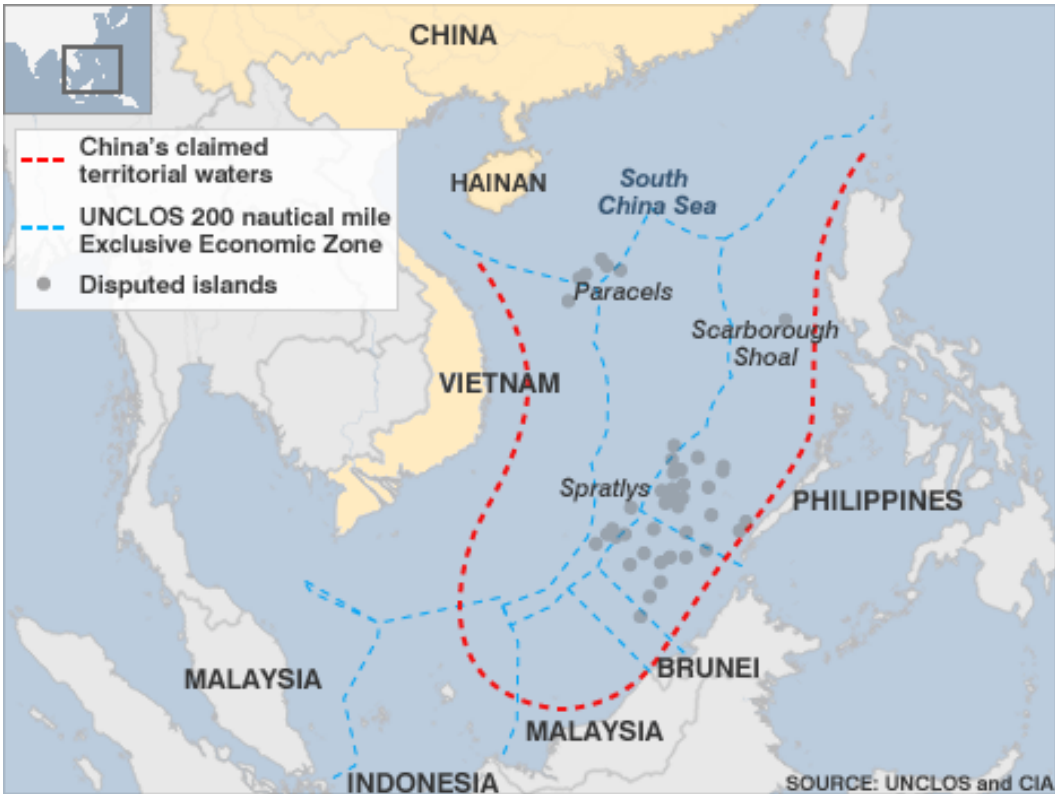 CHINA
China's claimed
territorial waters
UNCLOS 200 nautical mile
Exclusive Economic Zone
Disputed islands
HAINAN
South
China Sea
Paracels
Scarborough
Shoal
VIETNAM
Spratlys
PHILIPPINES
MALAYSIA
BRUNEI
MALAYSIA
INDONESIA
SOURCE: UNCLOS and CIA